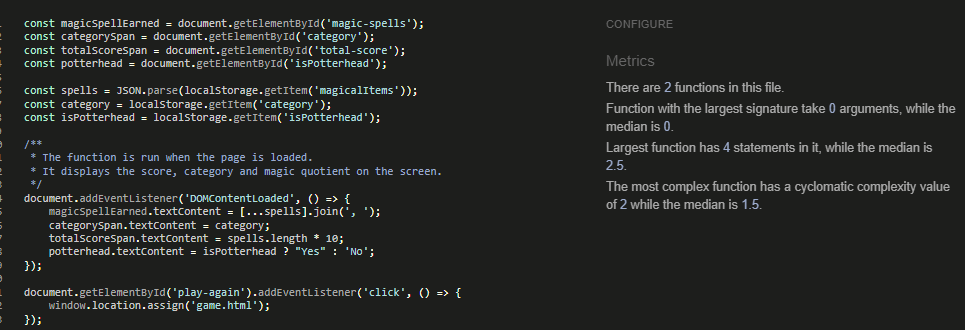 const magicSpellEarned = document.getElementById('magic-spells');
const categorySpan = document.getElementById('category');
const totalScoreSpan = document.getElementById('total-score');
const potterhead = document.getElementById('isPotterhead');
const spells = JSON.parse(localStorage.getItem('magicalItems'));
const category = localStorage.getItem('category');
const isPotterhead = localStorage.getItem('isPotterhead');
/**
* The function is run when the page is loaded.
* It displays the score, category and magic quotient on the screen.
*/
document.addEventListener('DOMContentLoaded', () => {
magicSpellEarned.textContent = [...spells].join(', ');
categorySpan.textContent = category;
totalScoreSpan.textContent = spells.length * 10;
potterhead.textContent = isPotterhead ? "Yes" : 'No';
});
document.getElementById('play-again').addEventListener('click', () => {
window.location.assign('game.html');
});
CONFIGURE
Metrics
There are 2 functions in this file.
Function with the largest signature take 0 arguments, while the
median is 0.
Largest function has 4 statements in it, while the median is
2.5.
The most complex function has a cyclomatic complexity value
of 2 while the median is 1.5.